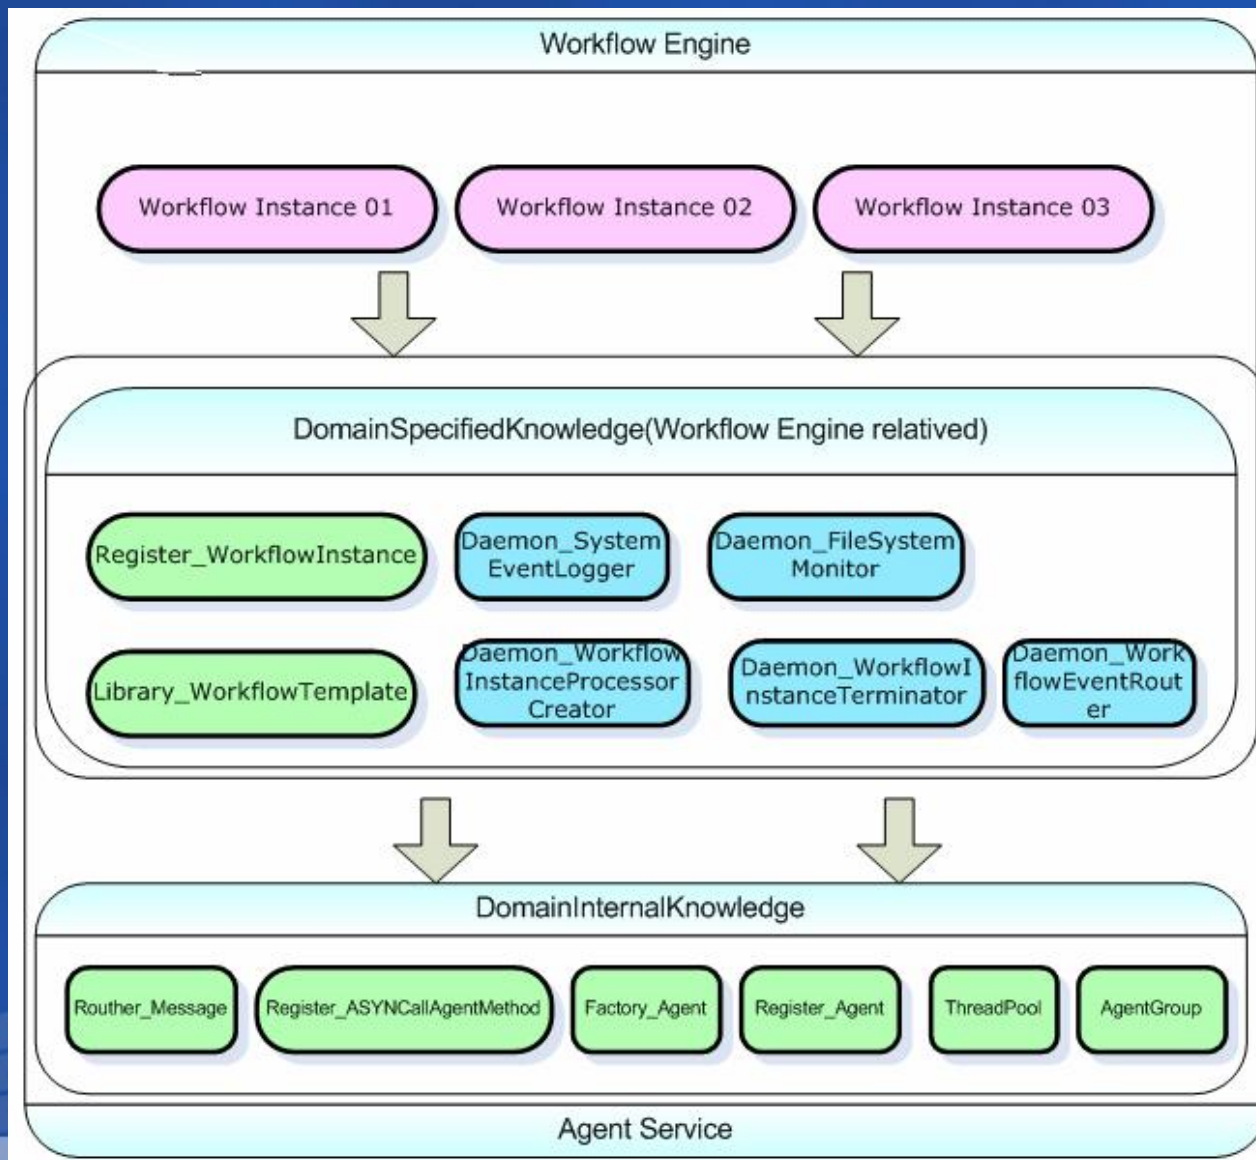 Workflow Engine
Workflow Instance 01
Workflow Instance 02
Workflow Instance 03
DomainSpecifiedKnowledge(Workflow Engine relatived)
Register_WorkflowInstance
Daemon_System
EventLogger
Daemon_FileSystem
Monitor
Library_WorkflowTemplate
Daemon_Workflow
InstanceProcessor
Creator
Daemon_WorkflowI
nstanceTerminator
Daemon_Work
flowEventRout
er
DomainInternalKnowledge
Routher_Message
Register_ASYNCallAgentMethod
Factory_Agent
Register_Agent
ThreadPool
AgentGroup
Agent Service